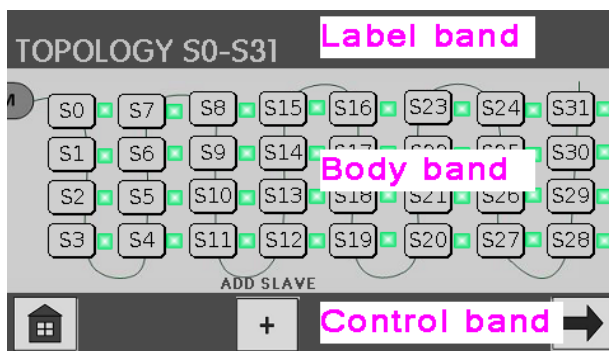 TOPOLOGY S0-S31 Label band
S0 S7 S8 S15 S16 S23 S24 S31
S1 S6 S9 S14 S30
Body band
S2 S5 S10 S13 S18 S21 S26 S29
S3 S4 S11 S12 S19 S20 S27 S28
ADD SLAVE
+ Control band